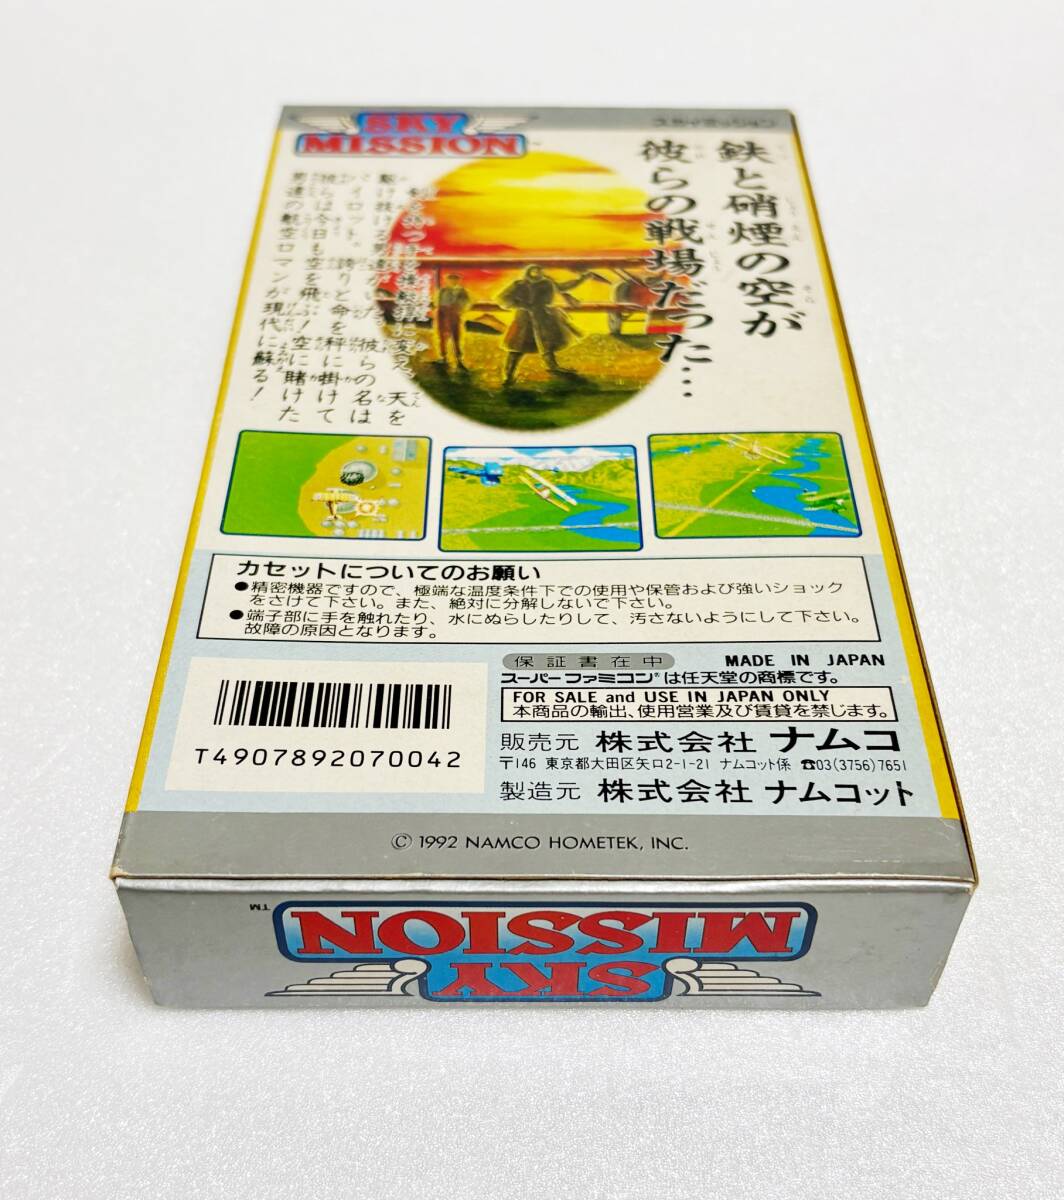 SKY
MISSION™
スカイミッション
鉄と硝煙の空が
彼らの戦場だった…
駆け抜ける男達がいた。彼らの名は
パイロット。誇りと命を秤に掛けて
彼らは今日も空を飛ぶ!空に賭けた
男達の航空ロマンが現代に蘇る!
カセットについてのお願い
●精密機器ですので、極端な温度条件下での使用や保管および強いショック
をさけて下さい。また、絶対に分解しないで下さい。
●端子部に手を触れたり、水にぬらしたりして、汚さないようにして下さい。
故障の原因となります。
保証書在中
MADE IN JAPAN
スーパーファミコン®は任天堂の商標です。
FOR SALE and USE IN JAPAN ONLY
本商品の輸出、使用営業及び賃貸を禁じます。
T4907892070042
販売元 株式会社 ナムコ
〒146 東京都大田区矢口2-1-21 ナムコット係 ☎03(3756)7651
製造元 株式会社 ナムコット
© 1992 NAMCO HOMETEK, INC.
SKY
MISSION
™